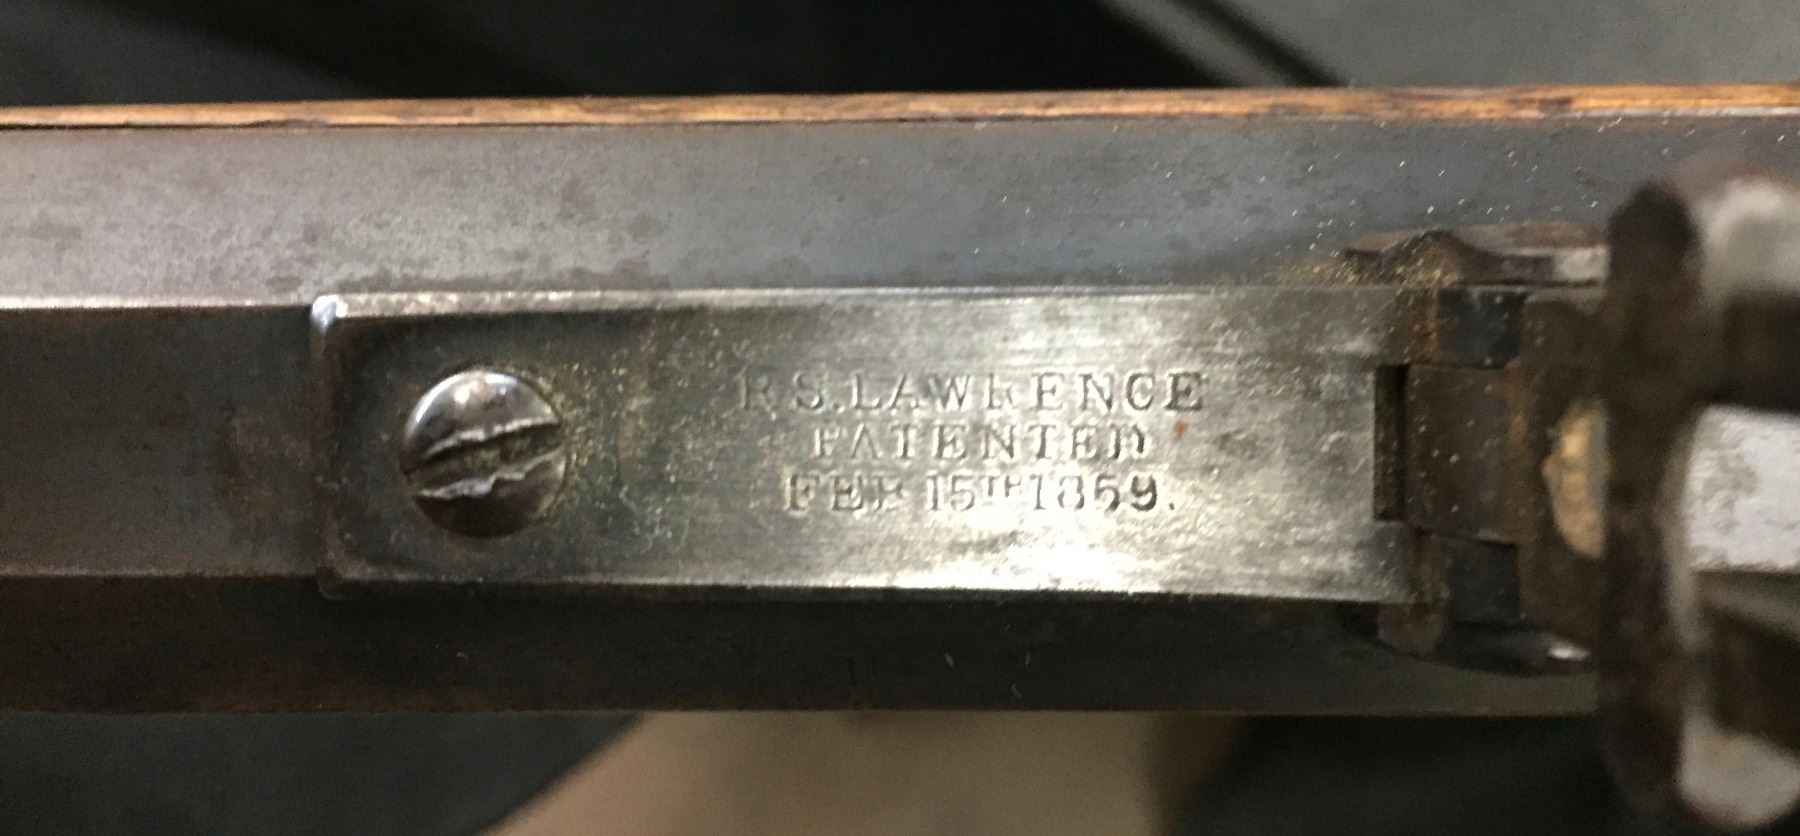 R.S.LAWRENCE
PATENTED
FEB 15TH 1859.